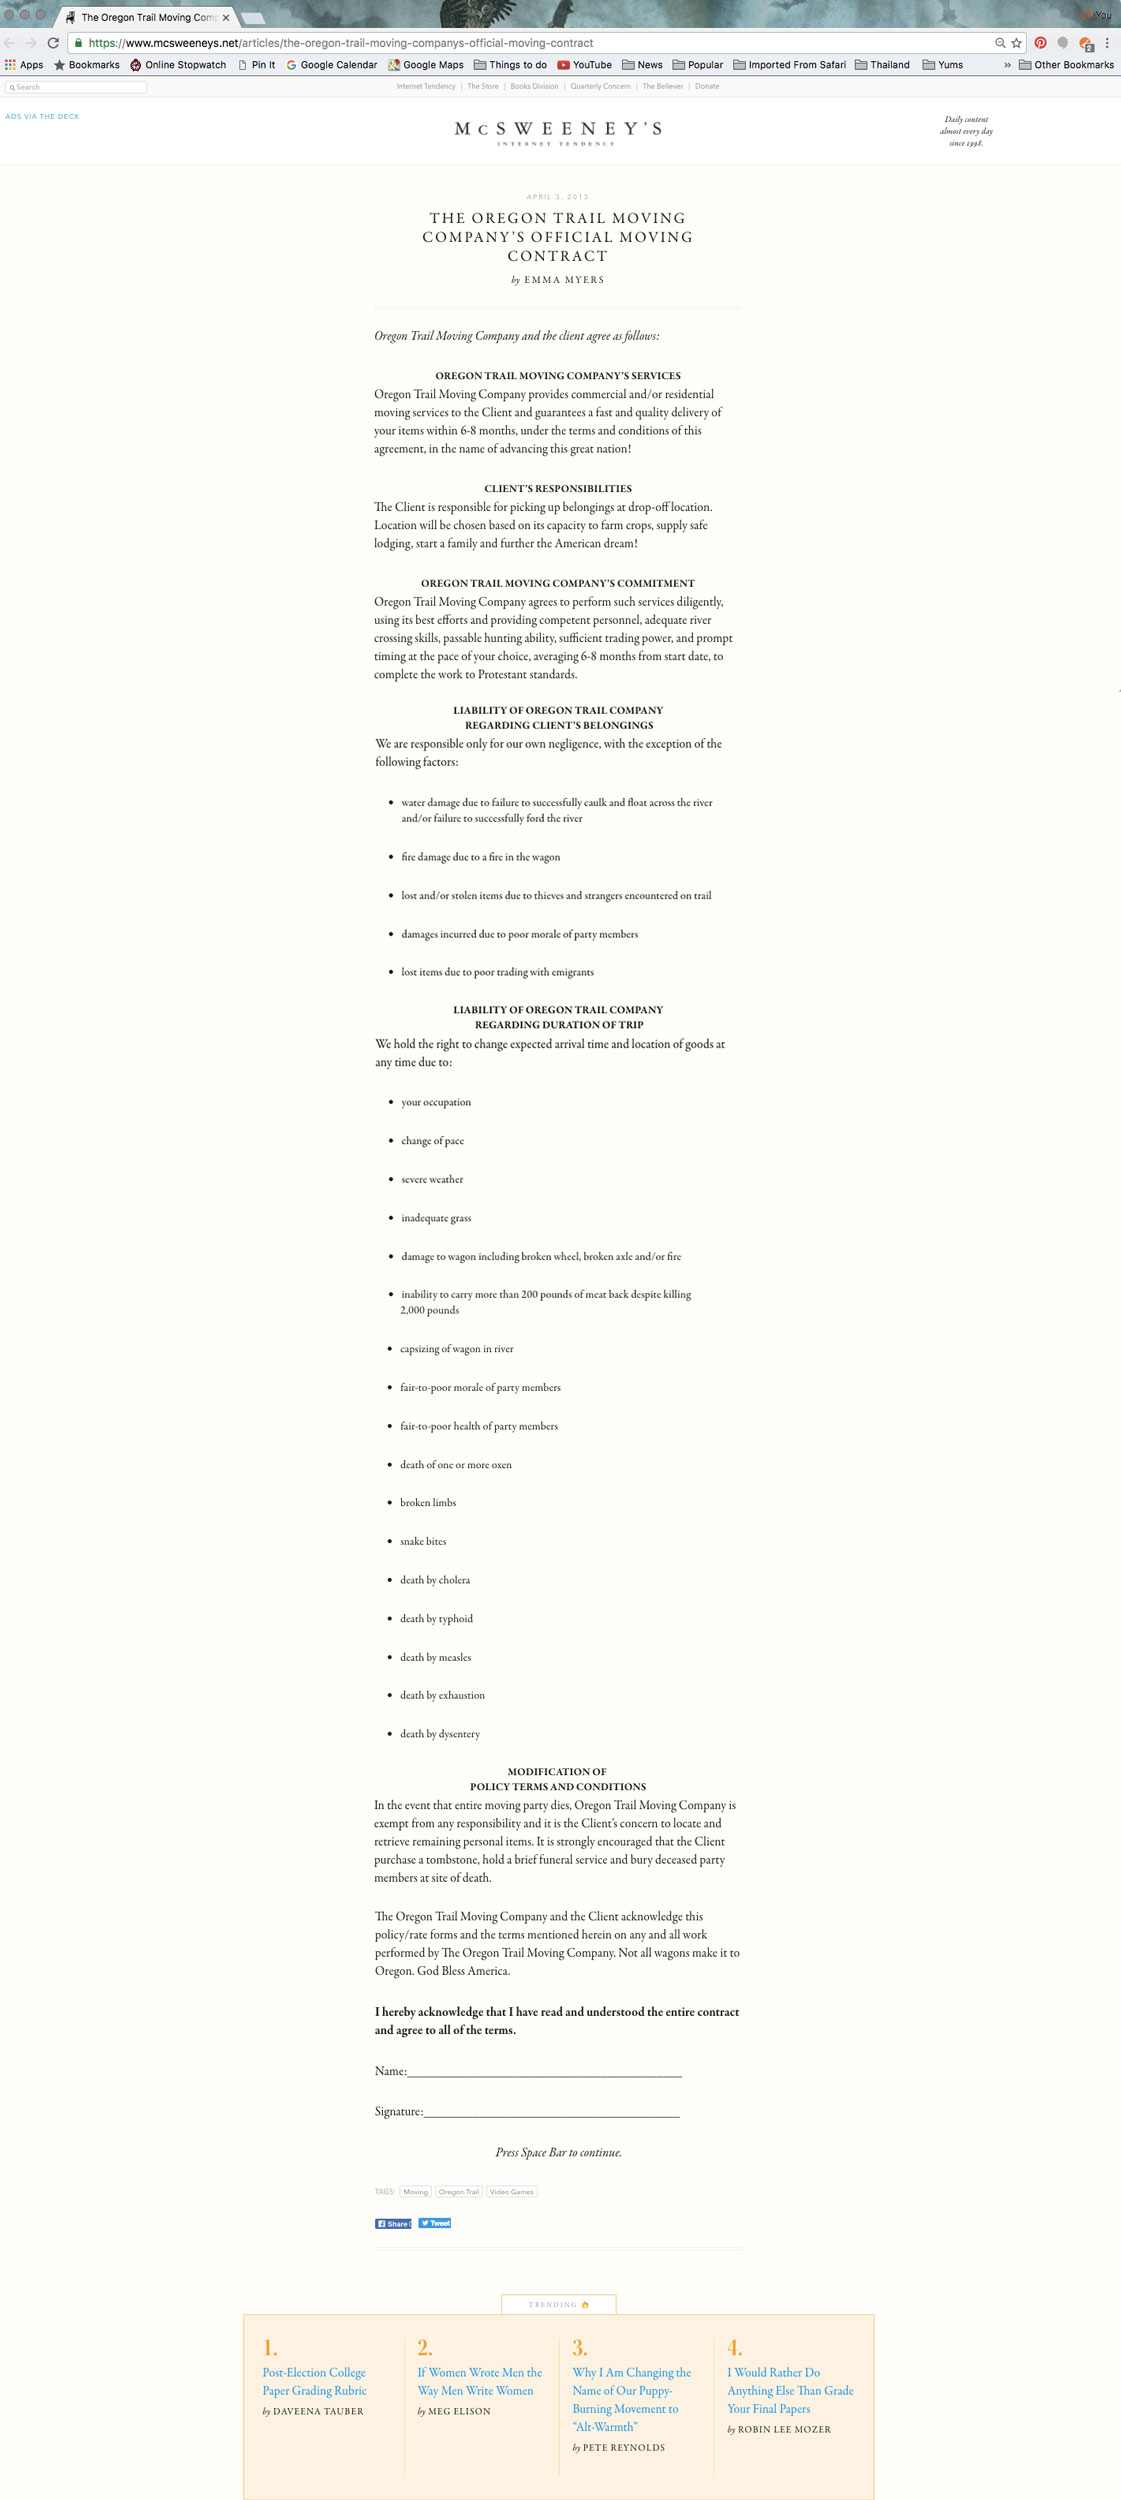 The Oregon Trail Moving Com
You
https://www.mcsweeneys.net/articles/the-oregon-trail-moving-companys-official-moving-contract
2
Apps Bookmarks Online Stopwatch Pin It Google Calendar Google Maps Things to do YouTube News Popular Imported From Safari Thailand Yums » Other Bookmarks
Search
Internet Tendency | The Store | Books Division | Quarterly Concern | The Believer | Donate
ADS VIA THE DECK
McSWEENEY'S
INTERNET TENDENCY
Daily content
almost every day
since 1998.
APRIL 3, 2013
THE OREGON TRAIL MOVING
COMPANY'S OFFICIAL MOVING
CONTRACT
by EMMA MYERS
Oregon Trail Moving Company and the client agree as follows:
OREGON TRAIL MOVING COMPANY'S SERVICES
Oregon Trail Moving Company provides commercial and/or residential
moving services to the Client and guarantees a fast and quality delivery of
your items within 6-8 months, under the terms and conditions of this
agreement, in the name of advancing this great nation!
CLIENT'S RESPONSIBILITIES
The Client is responsible for picking up belongings at drop-off location.
Location will be chosen based on its capacity to farm crops, supply safe
lodging, start a family and further the American dream!
OREGON TRAIL MOVING COMPANY'S COMMITMENT
Oregon Trail Moving Company agrees to perform such services diligently,
using its best efforts and providing competent personnel, adequate river
crossing skills, passable hunting ability, sufficient trading power, and prompt
timing at the pace of your choice, averaging 6-8 months from start date, to
complete the work to Protestant standards.
LIABILITY OF OREGON TRAIL COMPANY
REGARDING CLIENT'S BELONGINGS
We are responsible only for our own negligence, with the exception of the
following factors:
• water damage due to failure to successfully caulk and float across the river
and/or failure to successfully ford the river
• fire damage due to a fire in the wagon
• lost and/or stolen items due to thieves and strangers encountered on trail
• damages incurred due to poor morale of party members
• lost items due to poor trading with emigrants
LIABILITY OF OREGON TRAIL COMPANY
REGARDING DURATION OF TRIP
We hold the right to change expected arrival time and location of goods at
any time due to:
• your occupation
• change of pace
• severe weather
• inadequate grass
• damage to wagon including broken wheel, broken axle and/or fire
• inability to carry more than 200 pounds of meat back despite killing
2,000 pounds
• capsizing of wagon in river
• fair-to-poor morale of party members
• fair-to-poor health of party members
• death of one or more oxen
• broken limbs
• snake bites
• death by cholera
• death by typhoid
• death by measles
• death by exhaustion
• death by dysentery
MODIFICATION OF
POLICY TERMS AND CONDITIONS
In the event that entire moving party dies, Oregon Trail Moving Company is
exempt from any responsibility and it is the Client's concern to locate and
retrieve remaining personal items. It is strongly encouraged that the Client
purchase a tombstone, hold a brief funeral service and bury deceased party
members at site of death.
The Oregon Trail Moving Company and the Client acknowledge this
policy/rate forms and the terms mentioned herein on any and all work
performed by The Oregon Trail Moving Company. Not all wagons make it to
Oregon. God Bless America.
I hereby acknowledge that I have read and understood the entire contract
and agree to all of the terms.
Name:__________________________________________
Signature:_______________________________________
Press Space Bar to continue.
TAGS: Moving Oregon Trail Video Games
Share Tweet
TRENDING
1.
Post-Election College
Paper Grading Rubric
by DAVEENA TAUBER
2.
If Women Wrote Men the
Way Men Write Women
by MEG ELISON
3.
Why I Am Changing the
Name of Our Puppy-
Burning Movement to
“Alt-Warmth”
by PETE REYNOLDS
4.
I Would Rather Do
Anything Else Than Grade
Your Final Papers
by ROBIN LEE MOZER